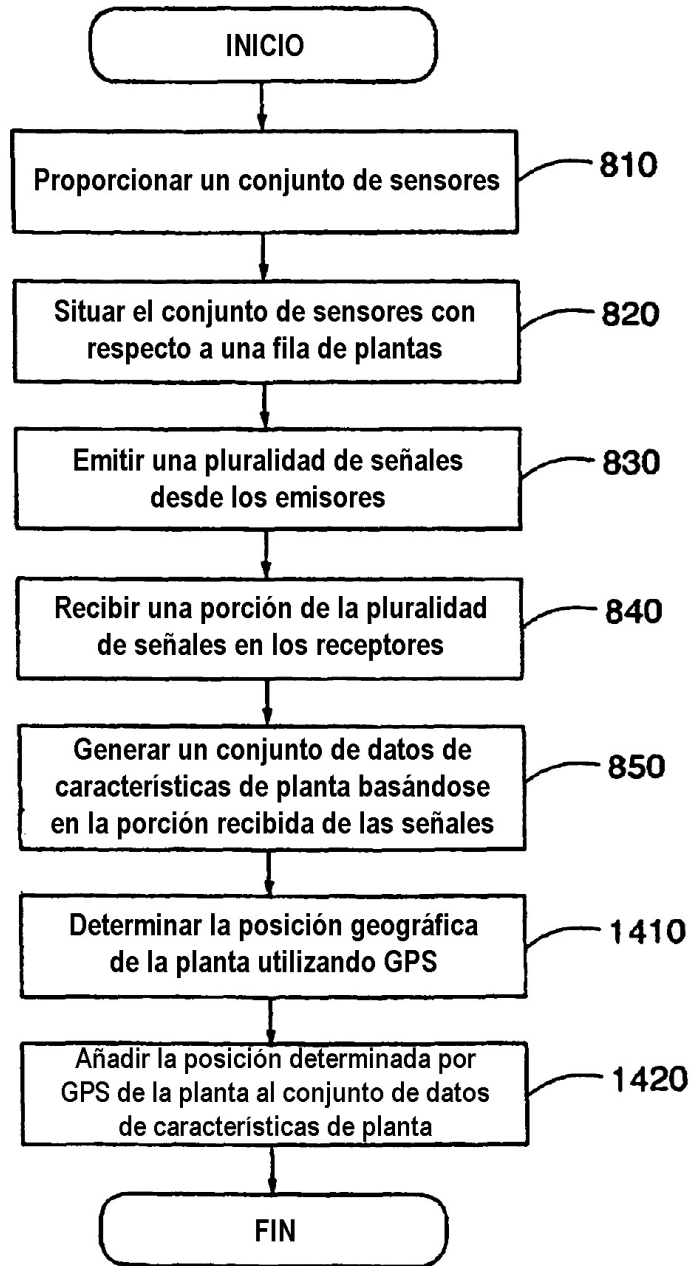 INICIO
Proporcionar un conjunto de sensores
810
Situar el conjunto de sensores con
respecto a una fila de plantas
820
Emitir una pluralidad de señales
desde los emisores
830
Recibir una porción de la pluralidad
de señales en los receptores
840
Generar un conjunto de datos de
características de planta basándose
en la porción recibida de las señales
850
Determinar la posición geográfica
de la planta utilizando GPS
1410
Añadir la posición determinada por
GPS de la planta al conjunto de datos
de características de planta
1420
FIN